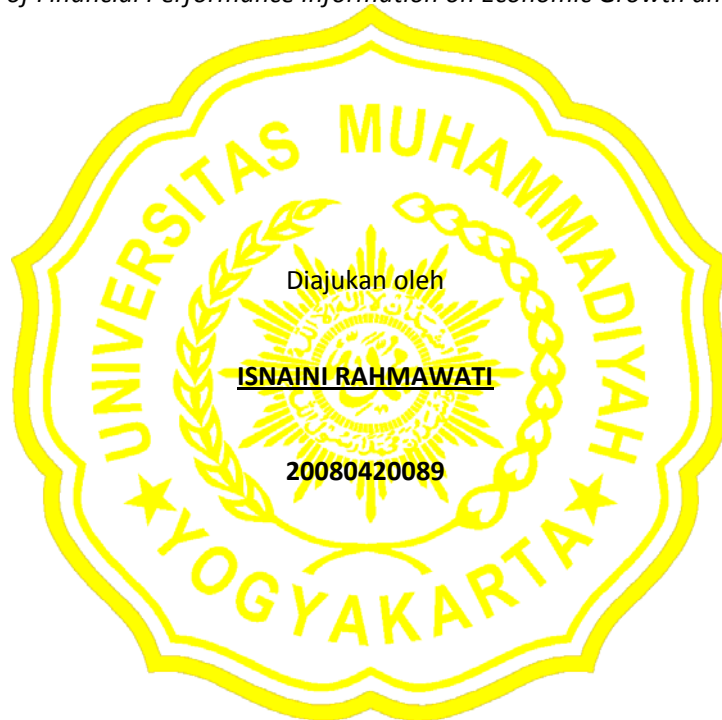 of Financial Performance Information on Economic Growth an
UNIVERSITAS MUHAMMADIYAH
Diajukan oleh
ISNAINI RAHMAWATI
20080420089
YOGYAKARTA